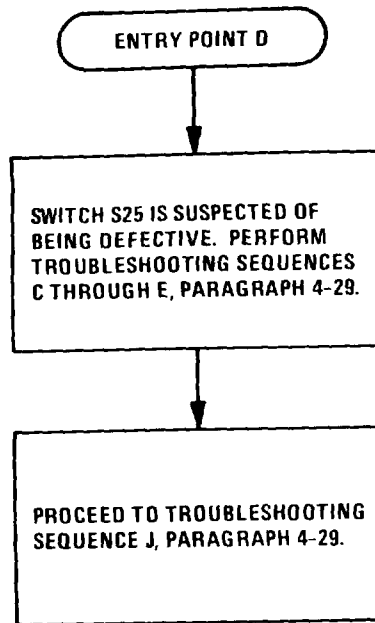 ENTRY POINT D
SWITCH S25 IS SUSPECTED OF
BEING DEFECTIVE. PERFORM
TROUBLESHOOTING SEQUENCES
C THROUGH E, PARAGRAPH 4-29.
PROCEED TO TROUBLESHOOTING
SEQUENCE J, PARAGRAPH 4-29.